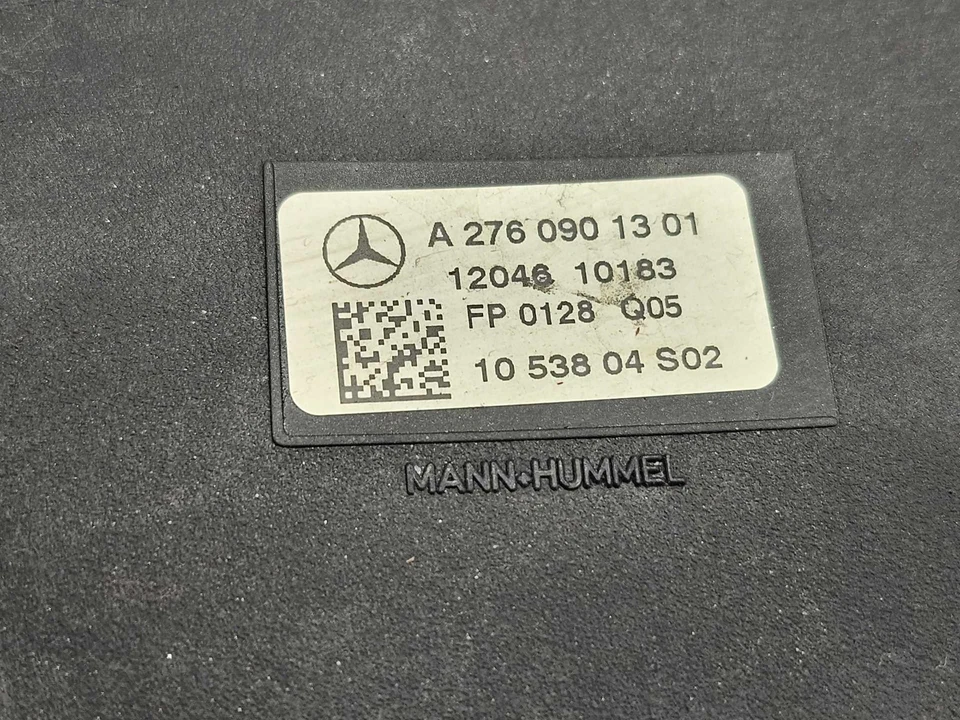 A 276 090 13 01
12046 10183
FP 0128 Q05
10 538 04 S02
MANN+HUMMEL